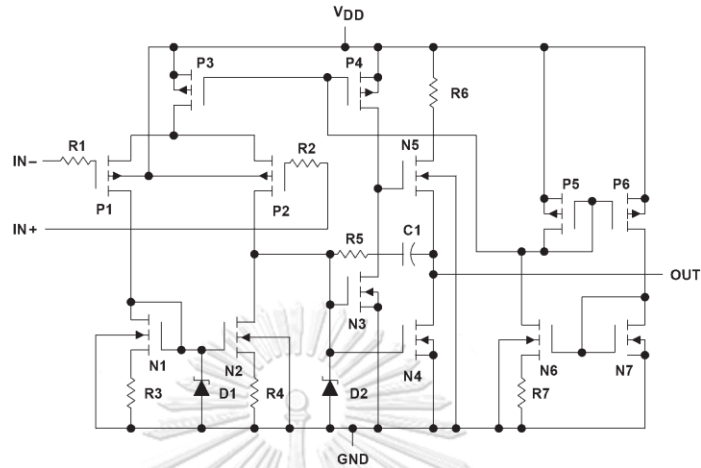 VDD
P3
P4
R6
N5
R1
R2
IN−
P1
P2
P5
P6
IN+
R5
C1
OUT
N3
N1
N2
N4
N6
N7
R3
D1
R4
D2
R7
GND